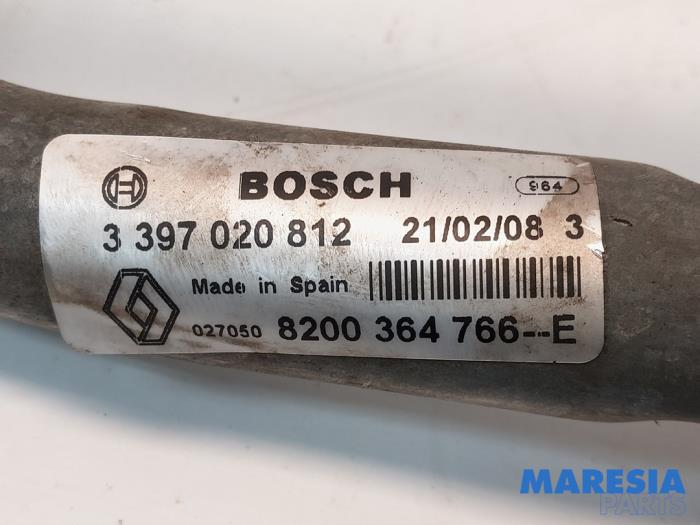 BOSCH 964
3 397 020 812 21/02/08 3
Made in Spain
027050 8200 364 766--E
MARESIA
PARTS